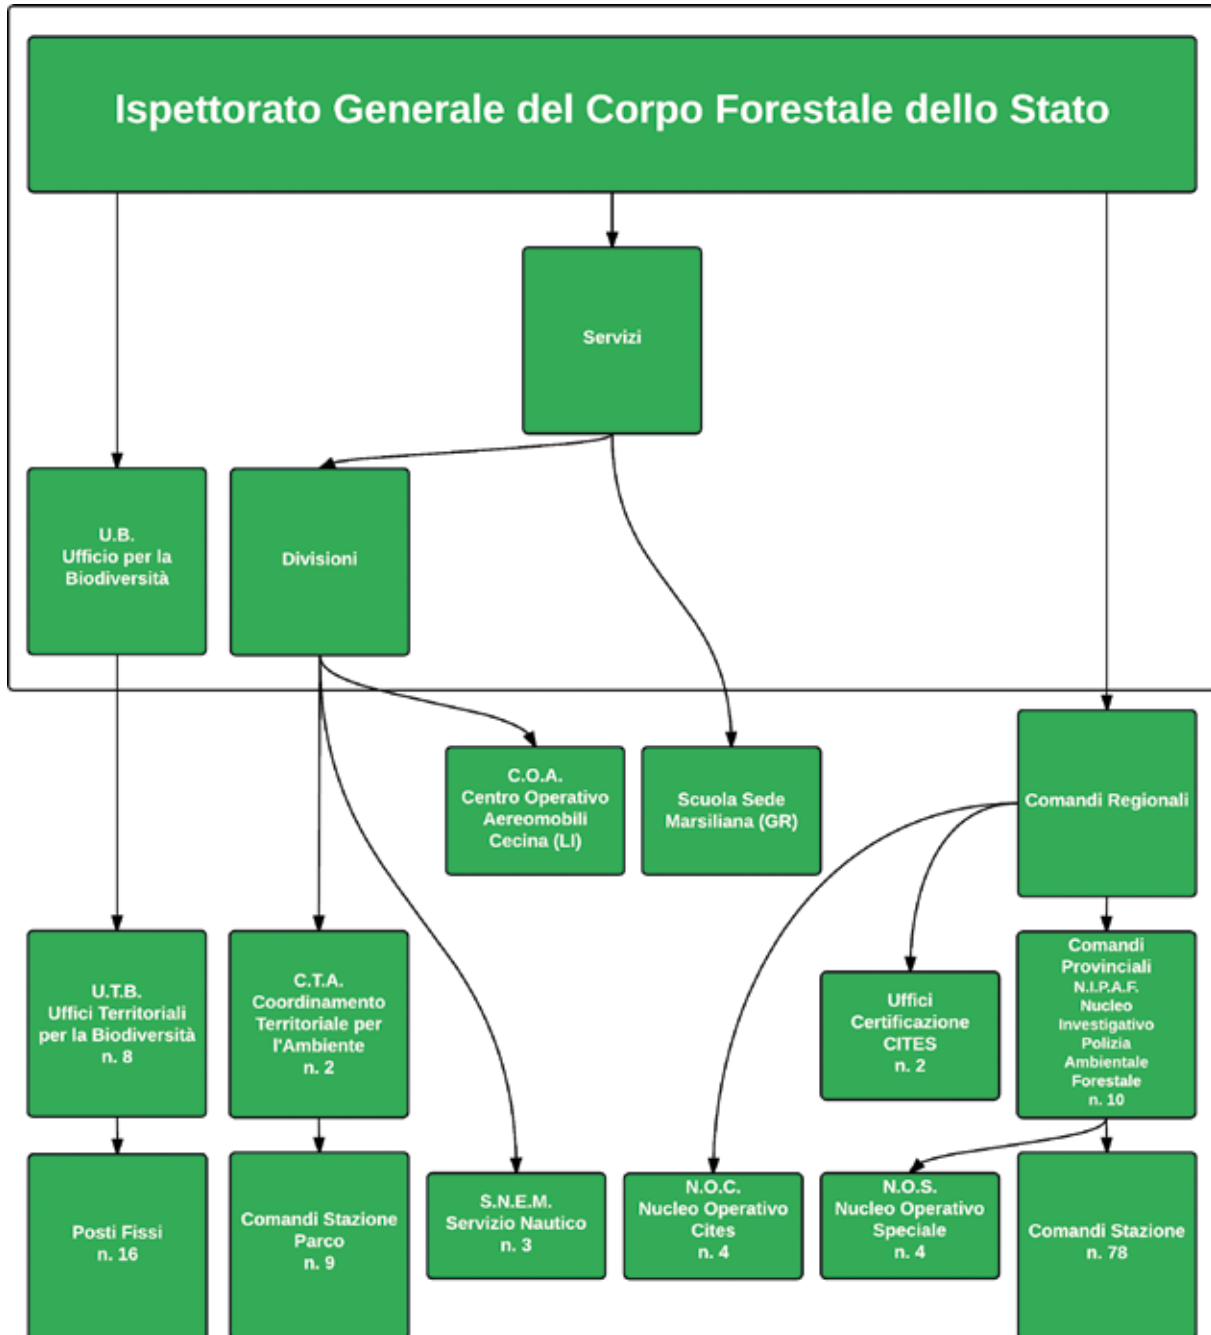 Ispettorato Generale del Corpo Forestale dello Stato
Servizi
U.B.
Ufficio per la
Biodiversità
Divisioni
C.O.A.
Centro Operativo
Aereomobili
Cecina (LI)
Scuola Sede
Marsiliana (GR)
Comandi Regionali
U.T.B.
Uffici Territoriali
per la Biodiversità
n. 8
C.T.A.
Coordinamento
Territoriale per
l'Ambiente
n. 2
Uffici
Certificazione
CITES
n. 2
Comandi
Provinciali
N.I.P.A.F.
Nucleo
Investigativo
Polizia
Ambientale
Forestale
n. 10
Posti Fissi
n. 16
Comandi Stazione
Parco
n. 9
S.N.E.M.
Servizio Nautico
n. 3
N.O.C.
Nucleo Operativo
Cites
n. 4
N.O.S.
Nucleo Operativo
Speciale
n. 4
Comandi Stazione
n. 78